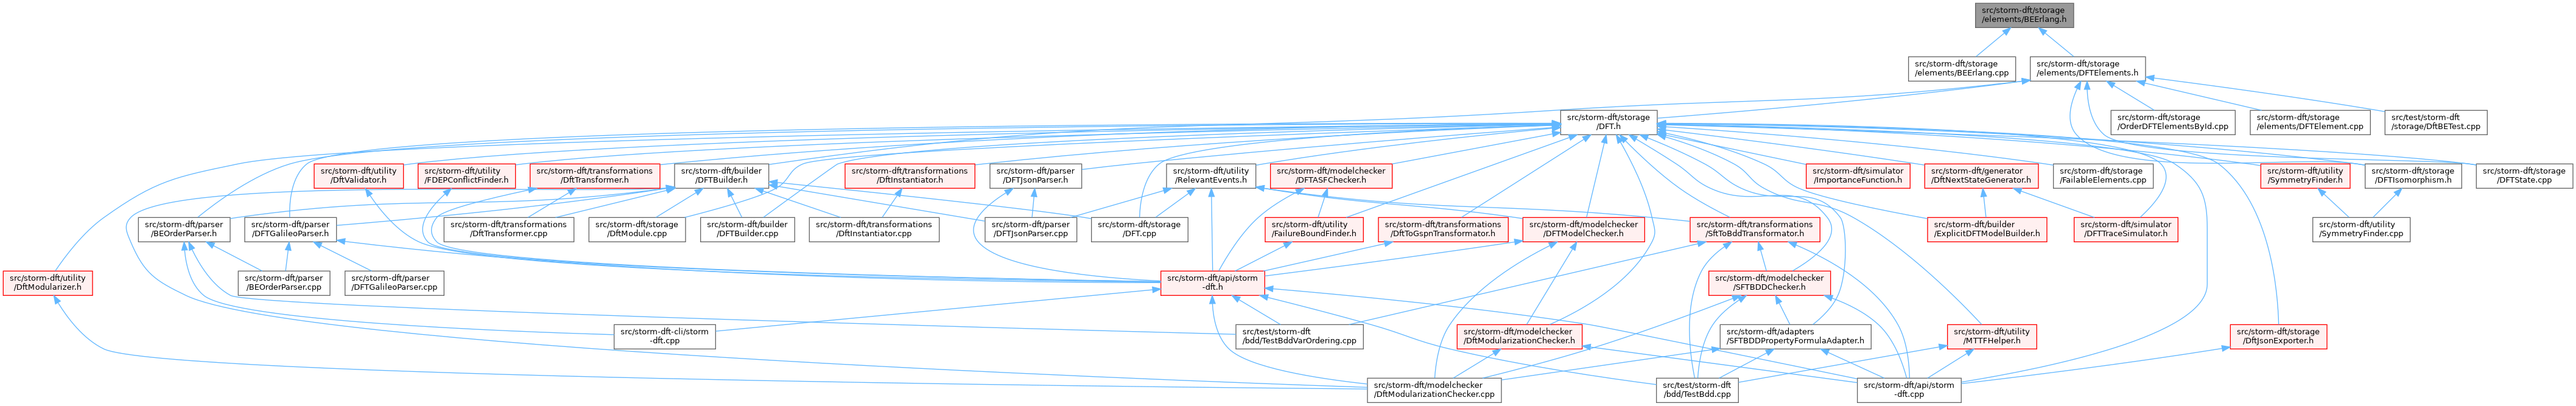 src/storm-dft/storage
/elements/BEErlang.h
src/storm-dft/storage
/elements/BEErlang.cpp
src/storm-dft/storage
/elements/DFTElements.h
src/storm-dft/storage
/DFT.h
src/storm-dft/storage
/OrderDFTElementsById.cpp
src/storm-dft/storage
/elements/DFTElement.cpp
src/test/storm-dft
/storage/DftBETest.cpp
src/storm-dft/utility
/DftValidator.h
src/storm-dft/utility
/FDEPConflictFinder.h
src/storm-dft/transformations
/DftTransformer.h
src/storm-dft/builder
/DFTBuilder.h
src/storm-dft/transformations
/DftInstantiator.h
src/storm-dft/parser
/DFTJsonParser.h
src/storm-dft/utility
/RelevantEvents.h
src/storm-dft/modelchecker
/DFTASFChecker.h
src/storm-dft/simulator
/ImportanceFunction.h
src/storm-dft/generator
/DftNextStateGenerator.h
src/storm-dft/storage
/FailableElements.cpp
src/storm-dft/utility
/SymmetryFinder.h
src/storm-dft/storage
/DFTIsomorphism.h
src/storm-dft/storage
/DFTState.cpp
src/storm-dft/parser
/BEOrderParser.h
src/storm-dft/parser
/DFTGalileoParser.h
src/storm-dft/transformations
/DftTransformer.cpp
src/storm-dft/storage
/DftModule.cpp
src/storm-dft/builder
/DFTBuilder.cpp
src/storm-dft/transformations
/DftInstantiator.cpp
src/storm-dft/parser
/DFTJsonParser.cpp
src/storm-dft/storage
/DFT.cpp
src/storm-dft/utility
/FailureBoundFinder.h
src/storm-dft/transformations
/DftToGspnTransformator.h
src/storm-dft/modelchecker
/DFTModelChecker.h
src/storm-dft/transformations
/SftToBddTransformator.h
src/storm-dft/builder
/ExplicitDFTModelBuilder.h
src/storm-dft/simulator
/DFTTraceSimulator.h
src/storm-dft/utility
/SymmetryFinder.cpp
src/storm-dft/utility
/DftModularizer.h
src/storm-dft/parser
/BEOrderParser.cpp
src/storm-dft/parser
/DFTGalileoParser.cpp
src/storm-dft/api/storm
-dft.h
src/storm-dft/modelchecker
/SFTBDDChecker.h
src/storm-dft-cli/storm
-dft.cpp
src/test/storm-dft
/bdd/TestBddVarOrdering.cpp
src/storm-dft/modelchecker
/DftModularizationChecker.h
src/storm-dft/adapters
/SFTBDDPropertyFormulaAdapter.h
src/storm-dft/utility
/MTTFHelper.h
src/storm-dft/storage
/DftJsonExporter.h
src/storm-dft/modelchecker
/DftModularizationChecker.cpp
src/test/storm-dft
/bdd/TestBdd.cpp
src/storm-dft/api/storm
-dft.cpp